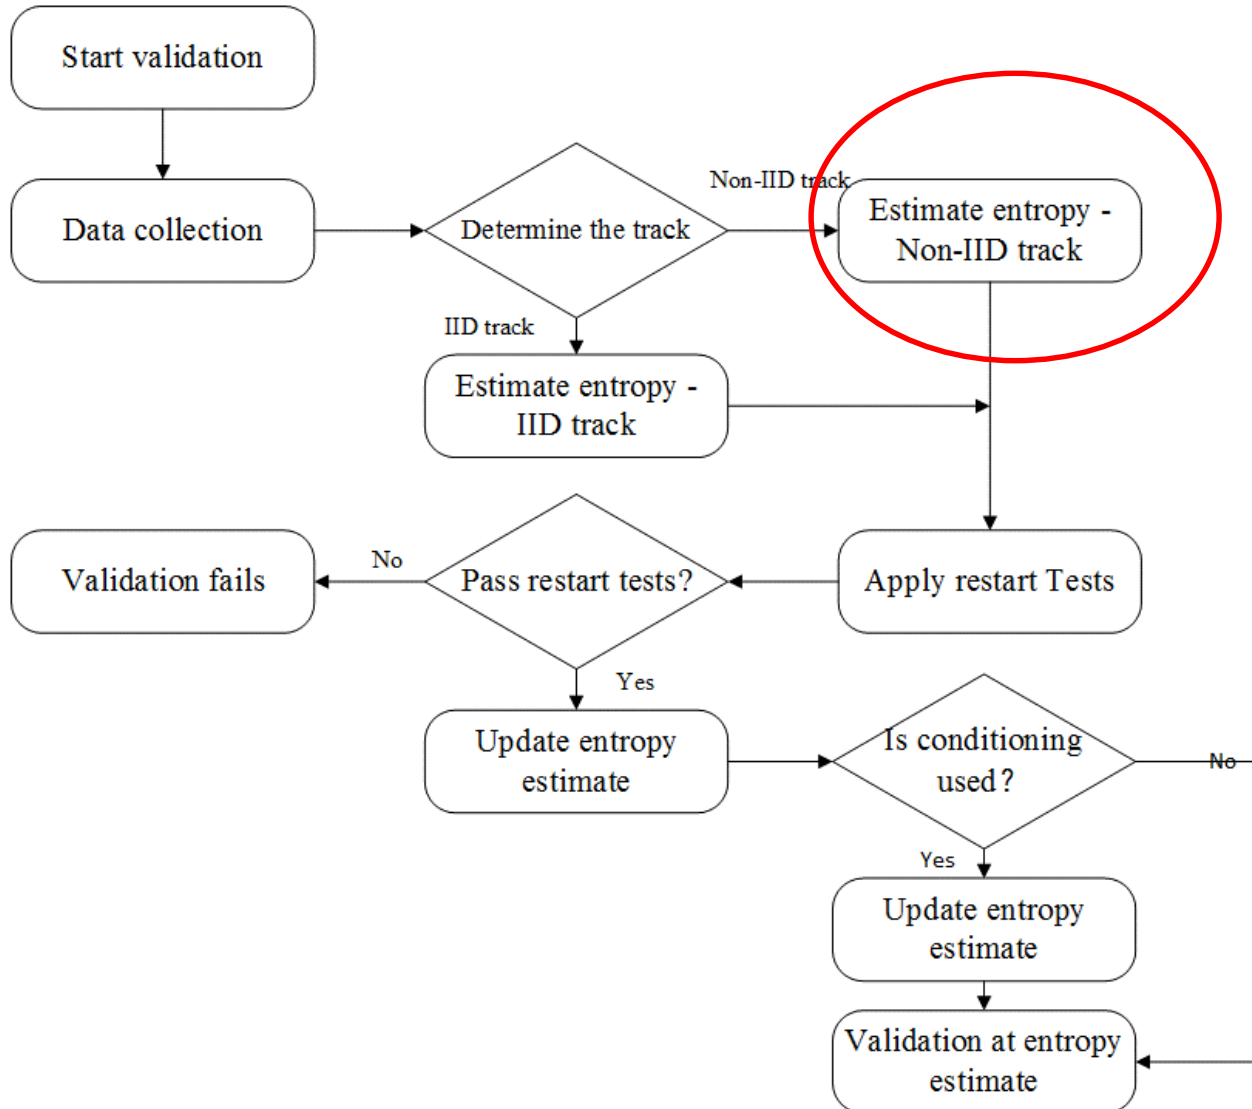 Start validation
Data collection
Determine the track
Non-IID track
Estimate entropy -
Non-IID track
IID track
Estimate entropy -
IID track
Validation fails
No
Pass restart tests?
Apply restart Tests
Yes
Update entropy
estimate
Is conditioning
used?
No
Yes
Update entropy
estimate
Validation at entropy
estimate